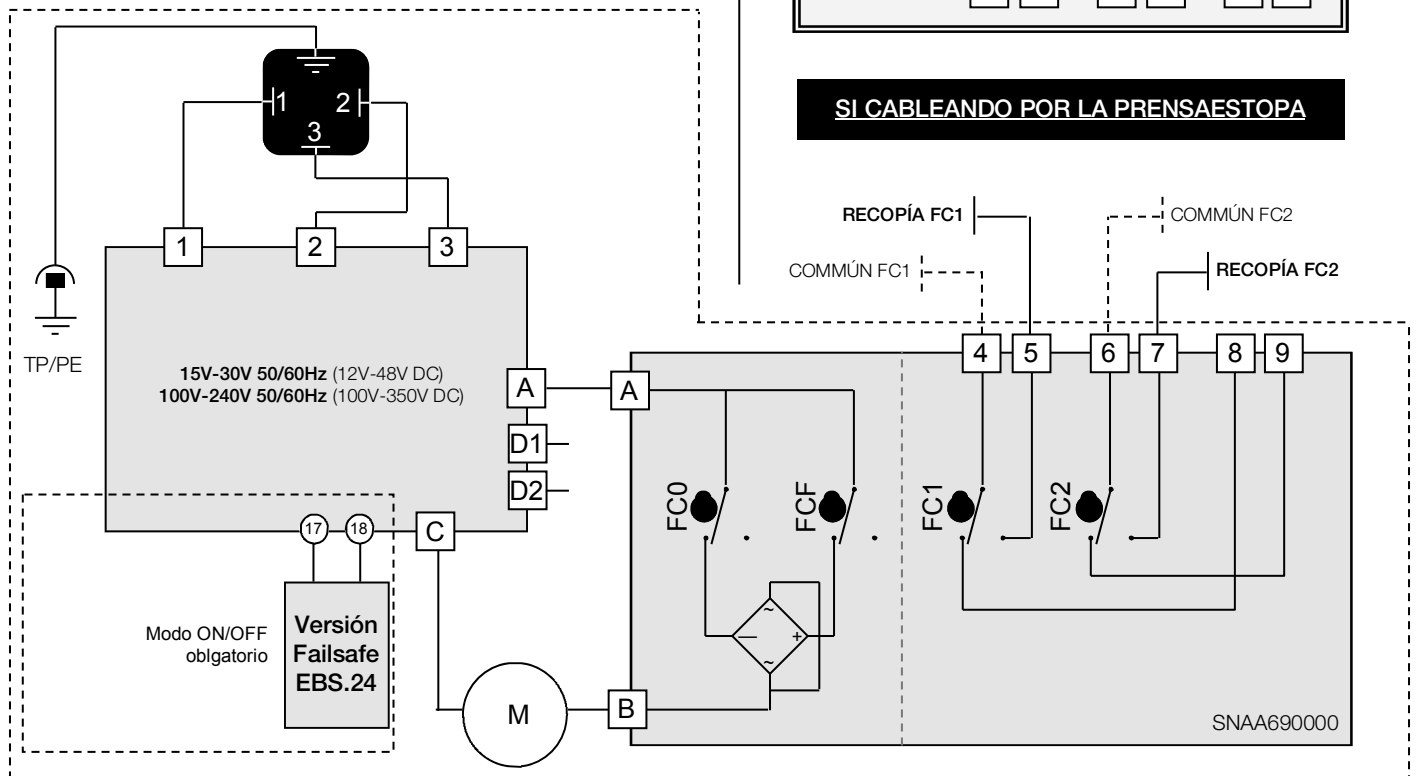 SI CABLEANDO POR LA PRENSAESTOPA
1
2
3
RECOPÍA FC1
COMMÚN FC2
COMMÚN FC1
RECOPÍA FC2
1
2
3
TP/PE
15V-30V 50/60Hz (12V-48V DC)
100V-240V 50/60Hz (100V-350V DC)
A
D1
D2
C
17
18
Modo ON/OFF
oblgatorio
Versión
Failsafe
EBS.24
M
A
B
4
5
6
7
8
9
FC0
FCF
FC1
FC2
~
—
+
~
SNAA690000